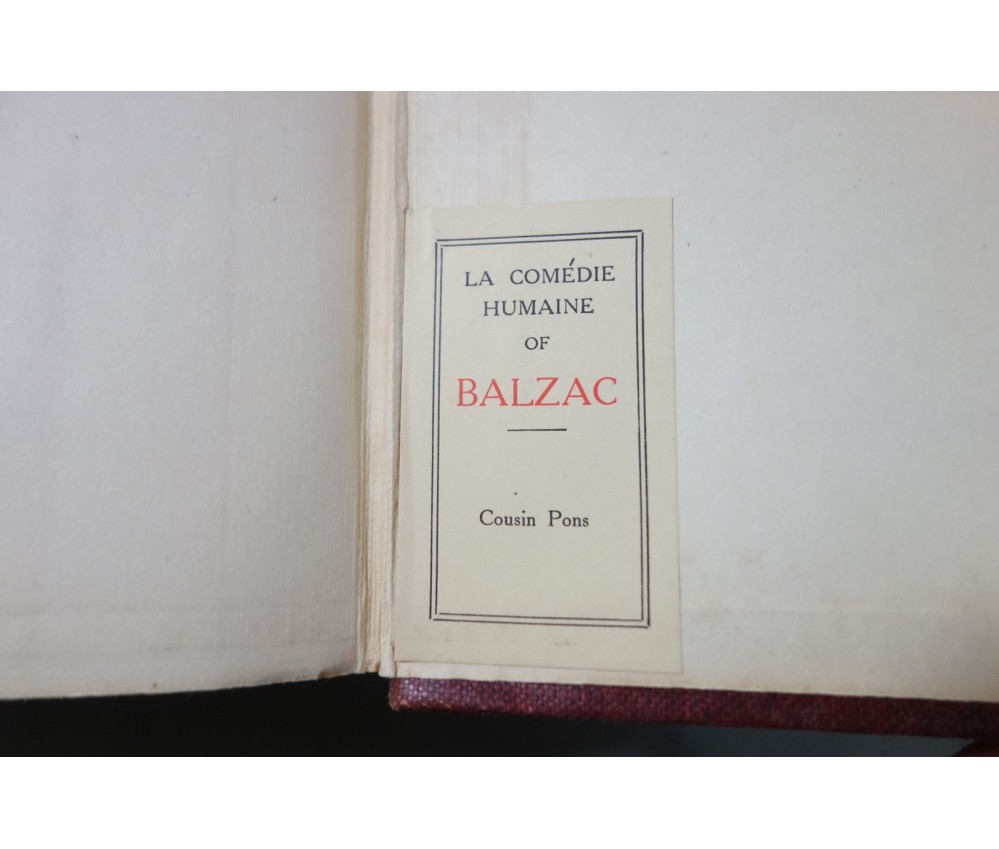 LA COMÉDIE
HUMAINE
OF
BALZAC
Cousin Pons